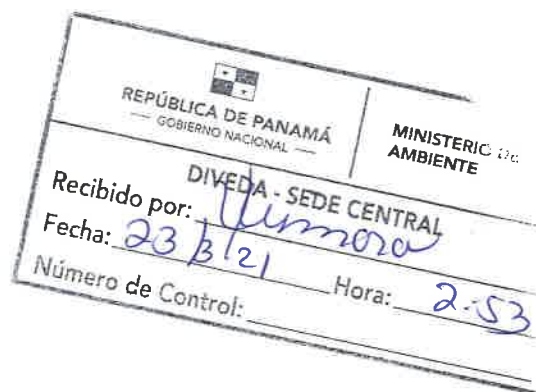 REPÚBLICA DE PANAMÁ
— GOBIERNO NACIONAL —
MINISTERIO DE
AMBIENTE
DIVEDA - SEDE CENTRAL
Recibido por:
Fecha: 23/3/21 Hora: 2:53
Número de Control: